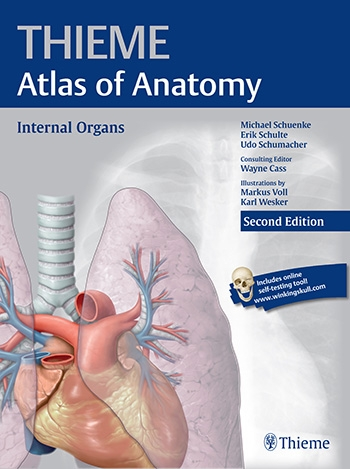 THIEME
Atlas of Anatomy
Internal Organs
Michael Schuenke
Erik Schulte
Udo Schumacher
Consulting Editor
Wayne Cass
Illustrations by
Markus Voll
Karl Wesker
Second Edition
Includes online
self-testing tool!
www.winkingskull.com
Thieme